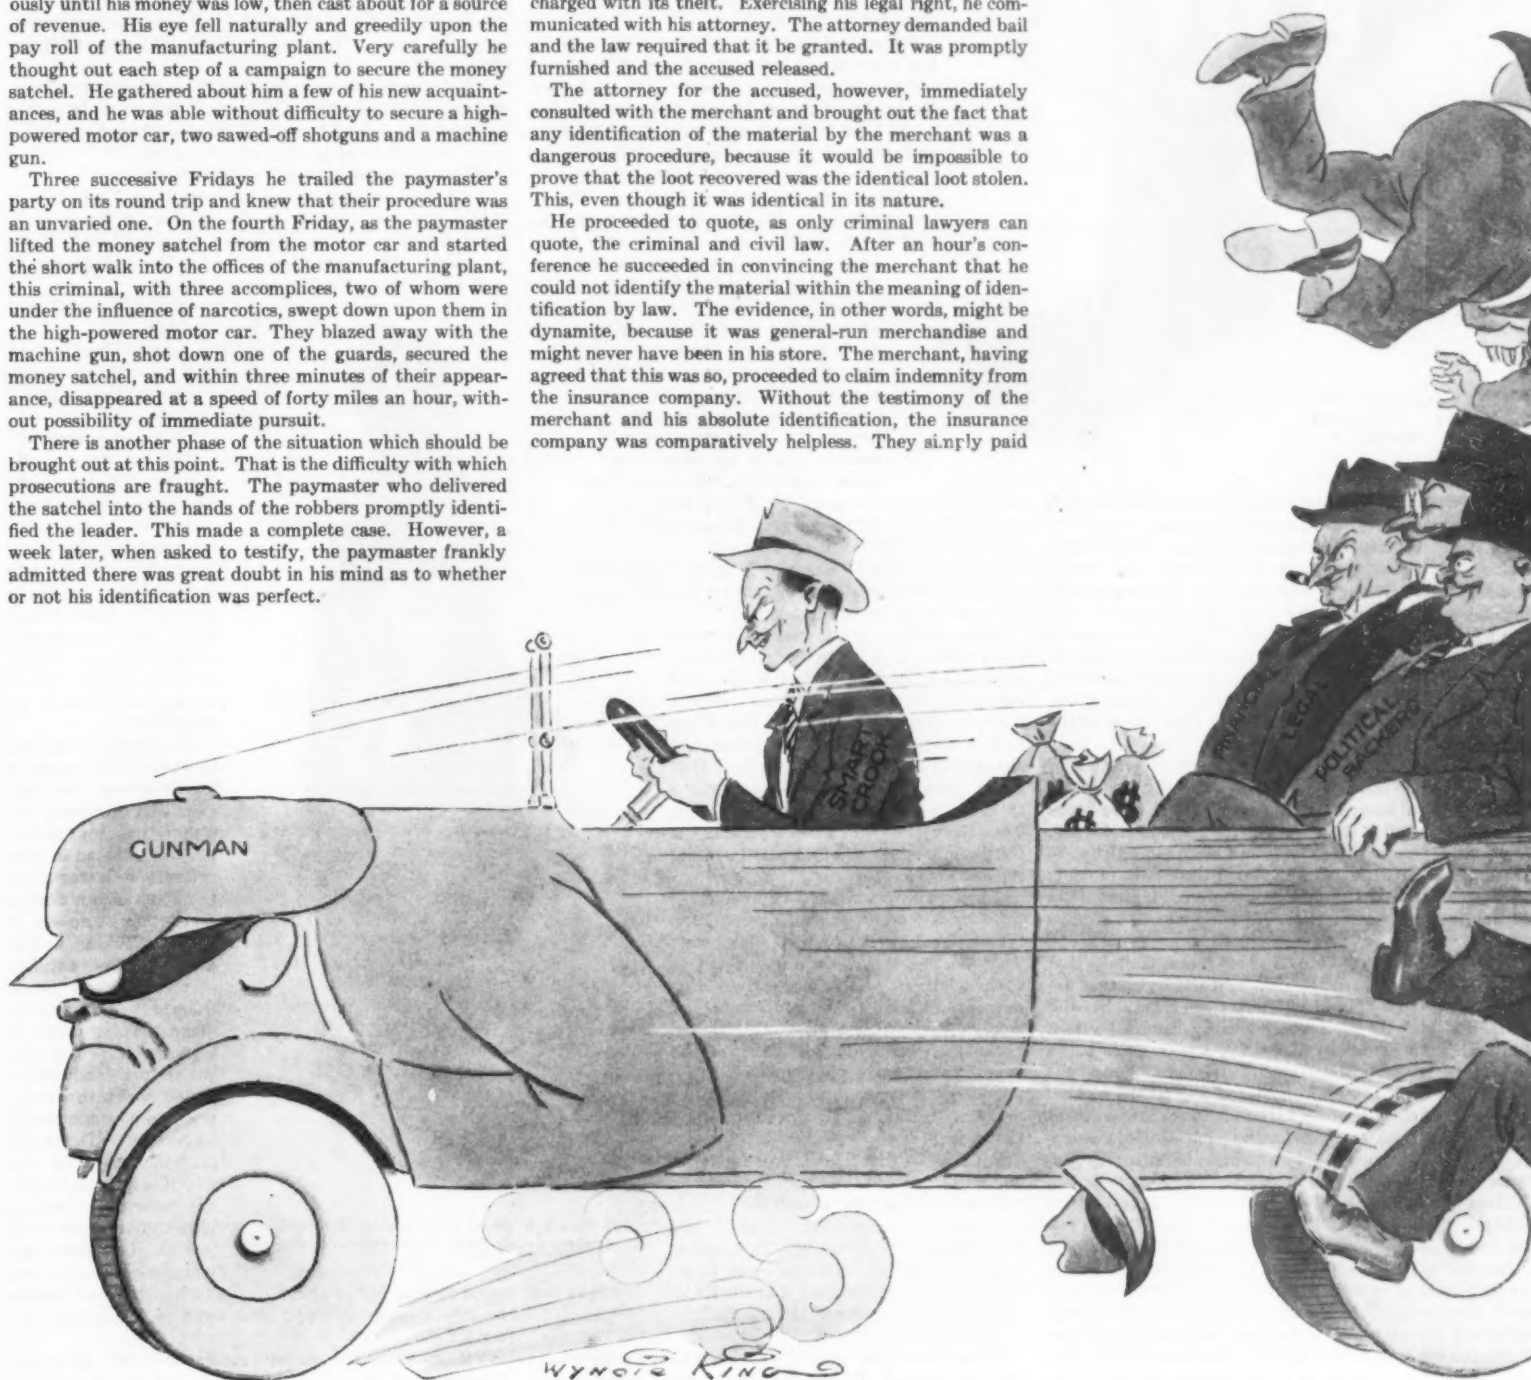 ously until his money was low, then cast about for a source
of revenue. His eye fell naturally and greedily upon the
pay roll of the manufacturing plant. Very carefully he
thought out each step of a campaign to secure the money
satchel. He gathered about him a few of his new acquaint-
ances, and he was able without difficulty to secure a high-
powered motor car, two sawed-off shotguns and a machine
gun.
Three successive Fridays he trailed the paymaster's
party on its round trip and knew that their procedure was
an unvaried one. On the fourth Friday, as the paymaster
lifted the money satchel from the motor car and started
the short walk into the offices of the manufacturing plant,
this criminal, with three accomplices, two of whom were
under the influence of narcotics, swept down upon them in
the high-powered motor car. They blazed away with the
machine gun, shot down one of the guards, secured the
money satchel, and within three minutes of their appear-
ance, disappeared at a speed of forty miles an hour, with-
out possibility of immediate pursuit.
There is another phase of the situation which should be
brought out at this point. That is the difficulty with which
prosecutions are fraught. The paymaster who delivered
the satchel into the hands of the robbers promptly identi-
fied the leader. This made a complete case. However, a
week later, when asked to testify, the paymaster frankly
admitted there was great doubt in his mind as to whether
or not his identification was perfect.
charged with its theft. Exercising his legal right, he com-
municated with his attorney. The attorney demanded bail
and the law required that it be granted. It was promptly
furnished and the accused released.
The attorney for the accused, however, immediately
consulted with the merchant and brought out the fact that
any identification of the material by the merchant was a
dangerous procedure, because it would be impossible to
prove that the loot recovered was the identical loot stolen.
This, even though it was identical in its nature.
He proceeded to quote, as only criminal lawyers can
quote, the criminal and civil law. After an hour's con-
ference he succeeded in convincing the merchant that he
could not identify the material within the meaning of iden-
tification by law. The evidence, in other words, might be
dynamite, because it was general-run merchandise and
might never have been in his store. The merchant, having
agreed that this was so, proceeded to claim indemnity from
the insurance company. Without the testimony of the
merchant and his absolute identification, the insurance
company was comparatively helpless. They simply paid
SMART
CROOK
LEGAL
POLITICAL
BACKERS
GUNMAN
WYNCIE KING